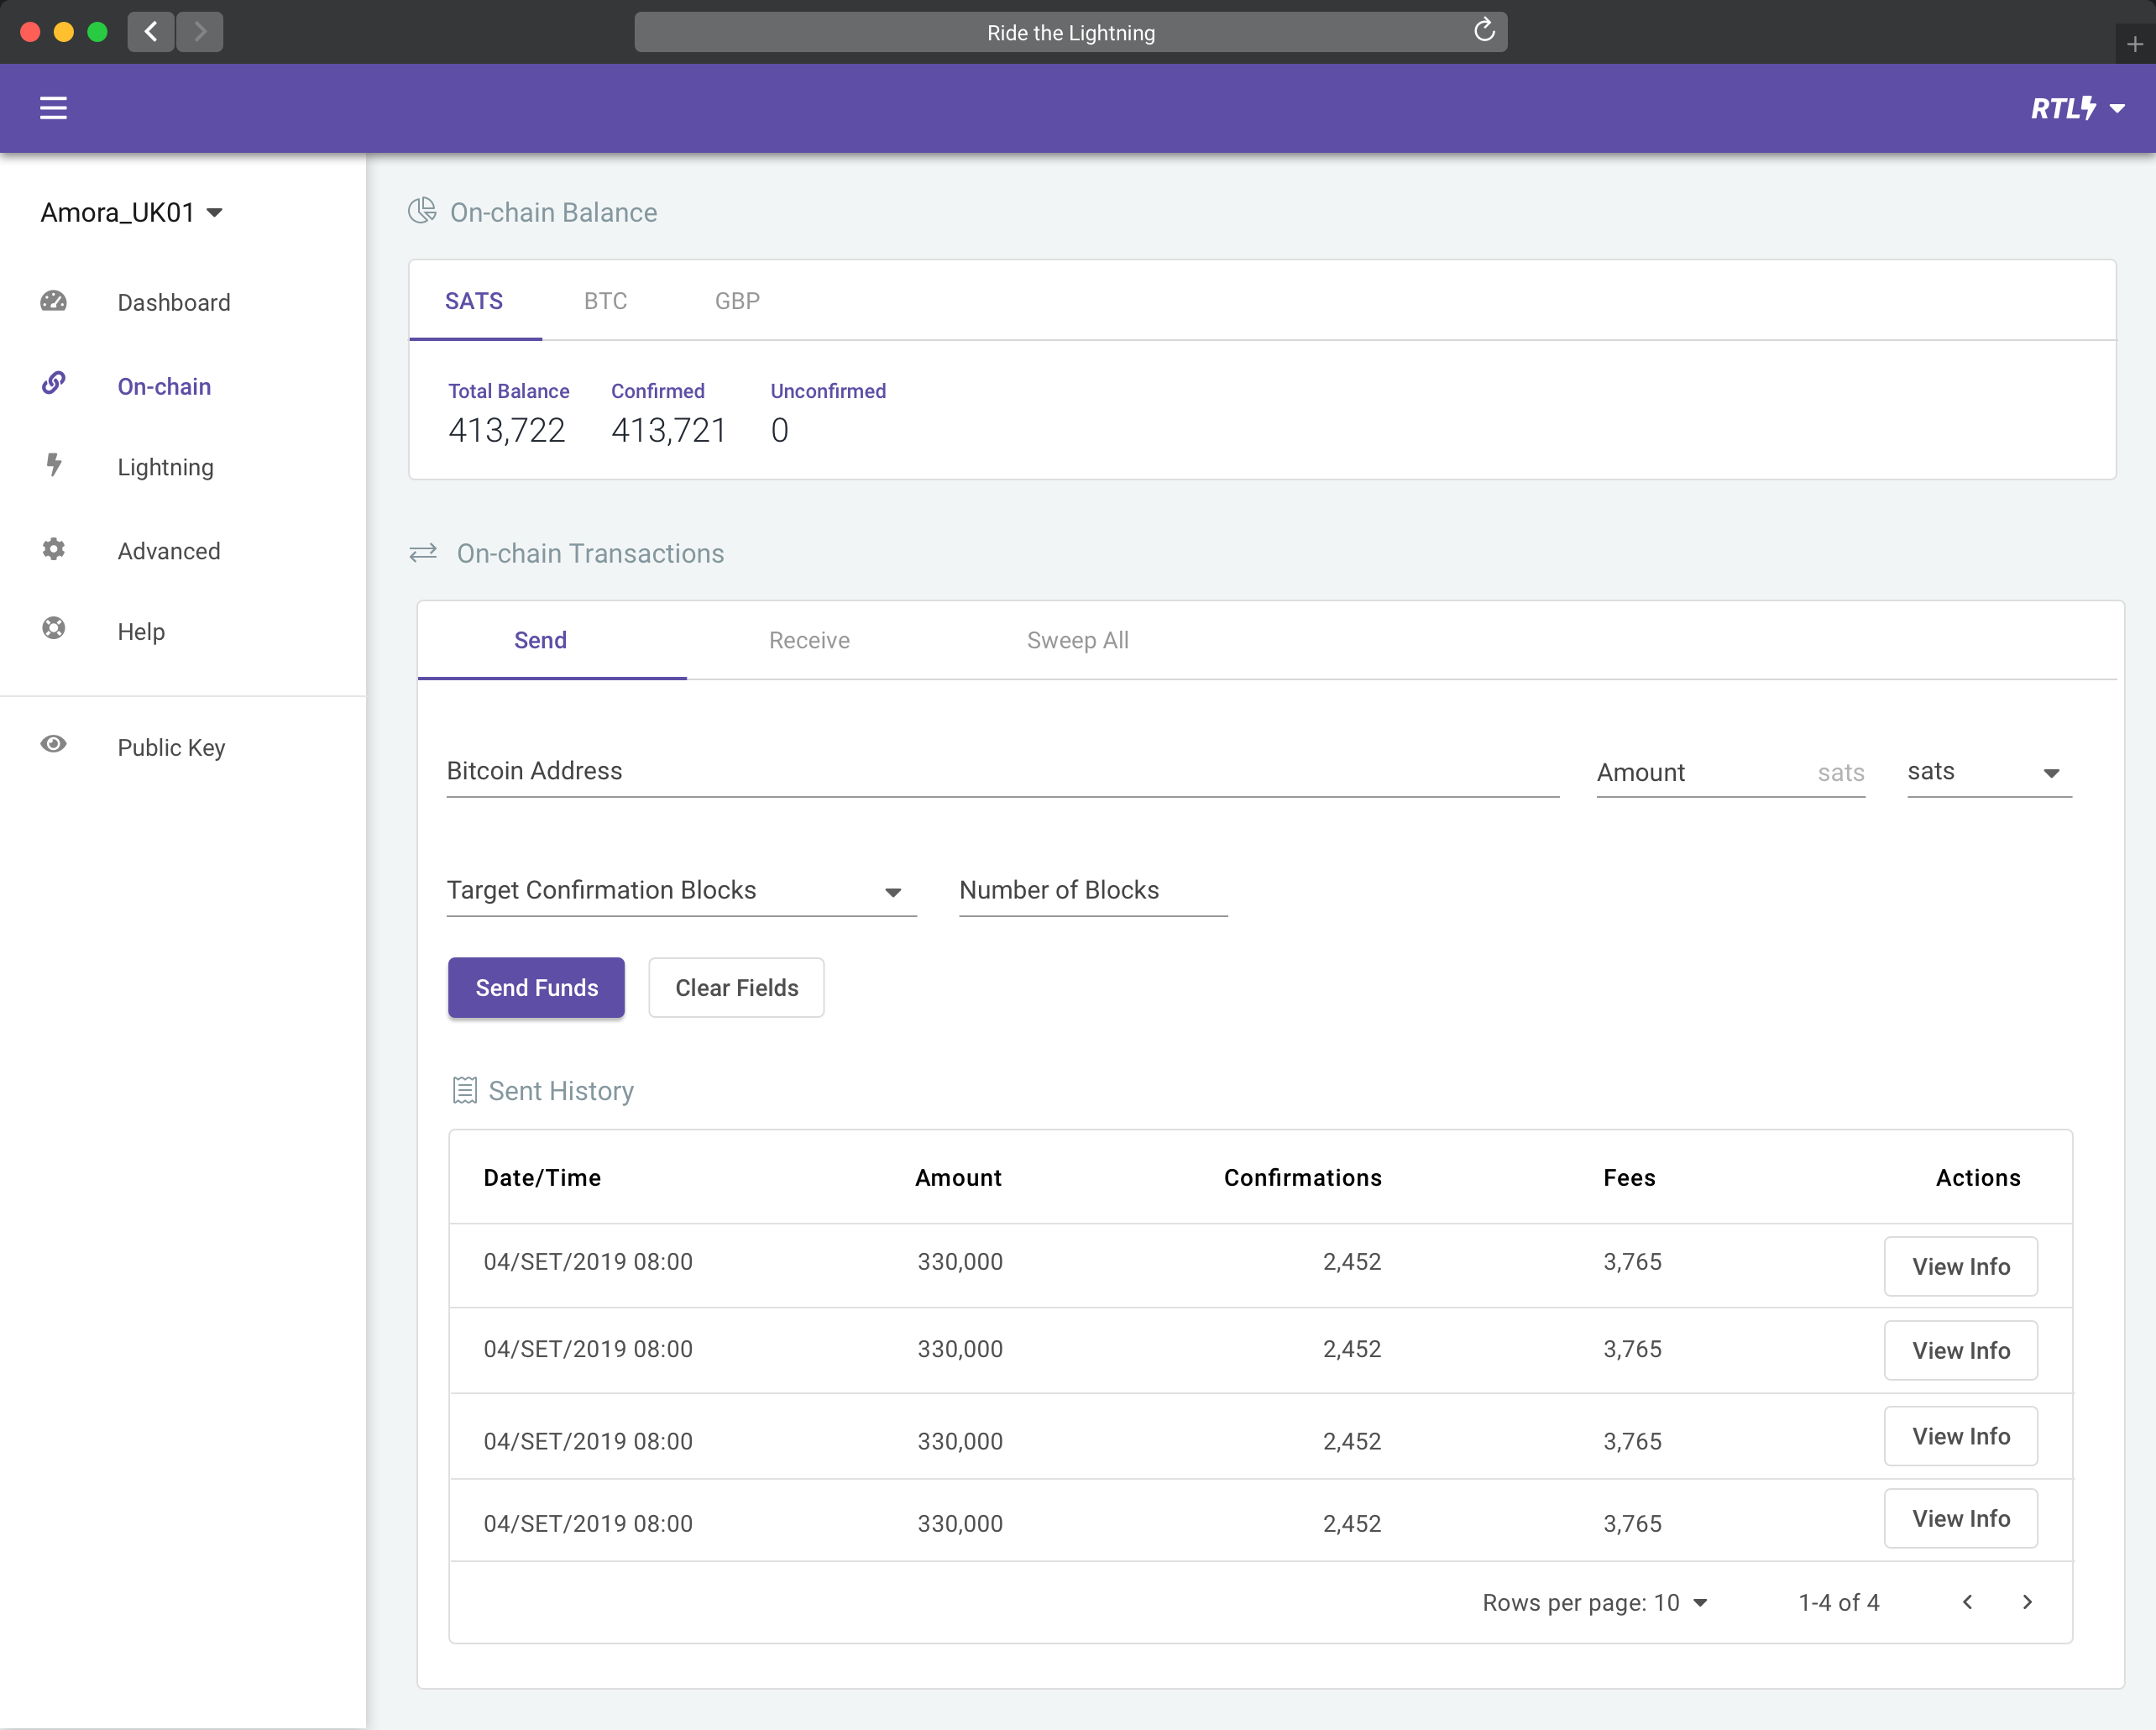 Ride the Lightning
RTL
Amora_UK01
Dashboard
On-chain
Lightning
Advanced
Help
Public Key
On-chain Balance
SATS BTC GBP
Total Balance Confirmed Unconfirmed
413,722 413,721 0
On-chain Transactions
Send Receive Sweep All
Bitcoin Address Amount sats sats
Target Confirmation Blocks Number of Blocks
Send Funds Clear Fields
Sent History
Date/Time Amount Confirmations Fees Actions
04/SET/2019 08:00 330,000 2,452 3,765 View Info
04/SET/2019 08:00 330,000 2,452 3,765 View Info
04/SET/2019 08:00 330,000 2,452 3,765 View Info
04/SET/2019 08:00 330,000 2,452 3,765 View Info
Rows per page: 10 1-4 of 4